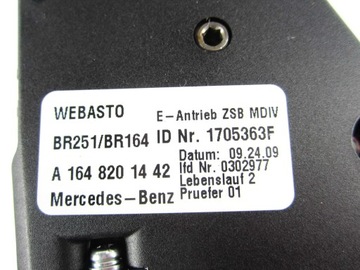 WEBASTO E-Antrieb ZSB MDIV
BR251/BR164 ID Nr. 1705363F
A 164 820 14 42 Datum: 09.24.09
lfd Nr. 0302977
Mercedes-Benz Lebenslauf 2
Pruefer 01